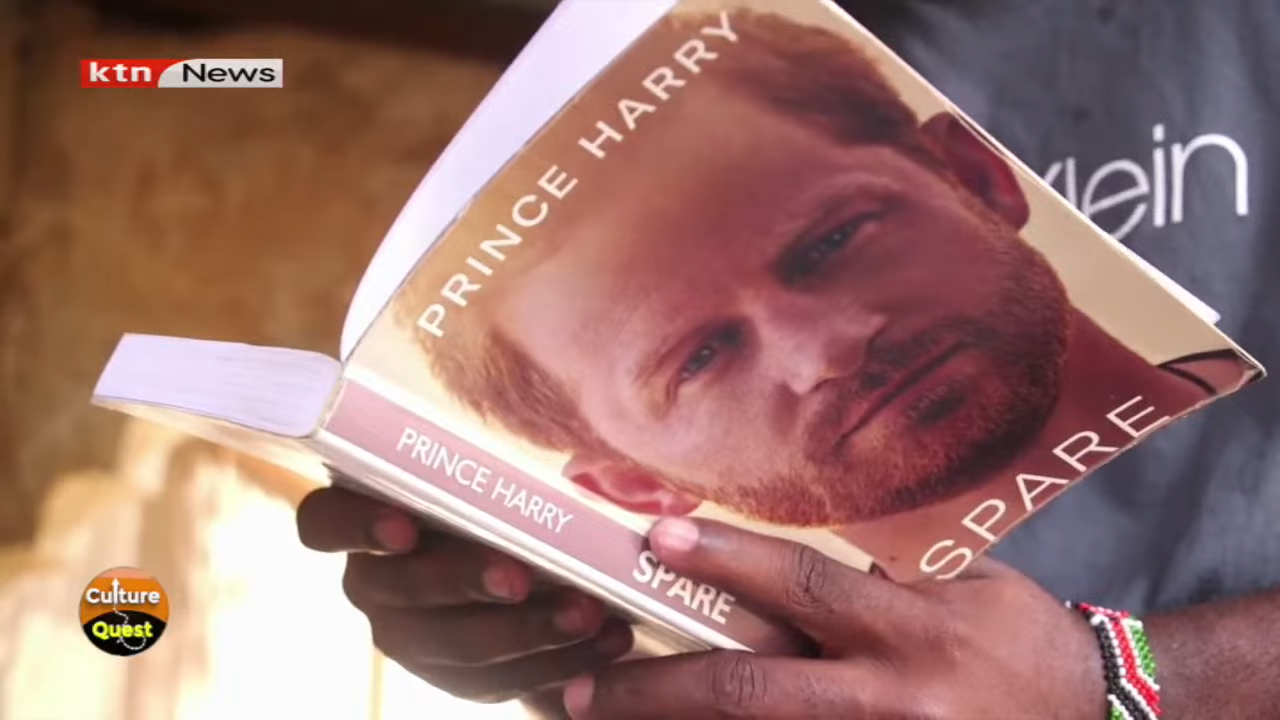 ktn News
PRINCE HARRY
SPARE
PRINCE HARRY
SPARE
lein
Culture
Quest